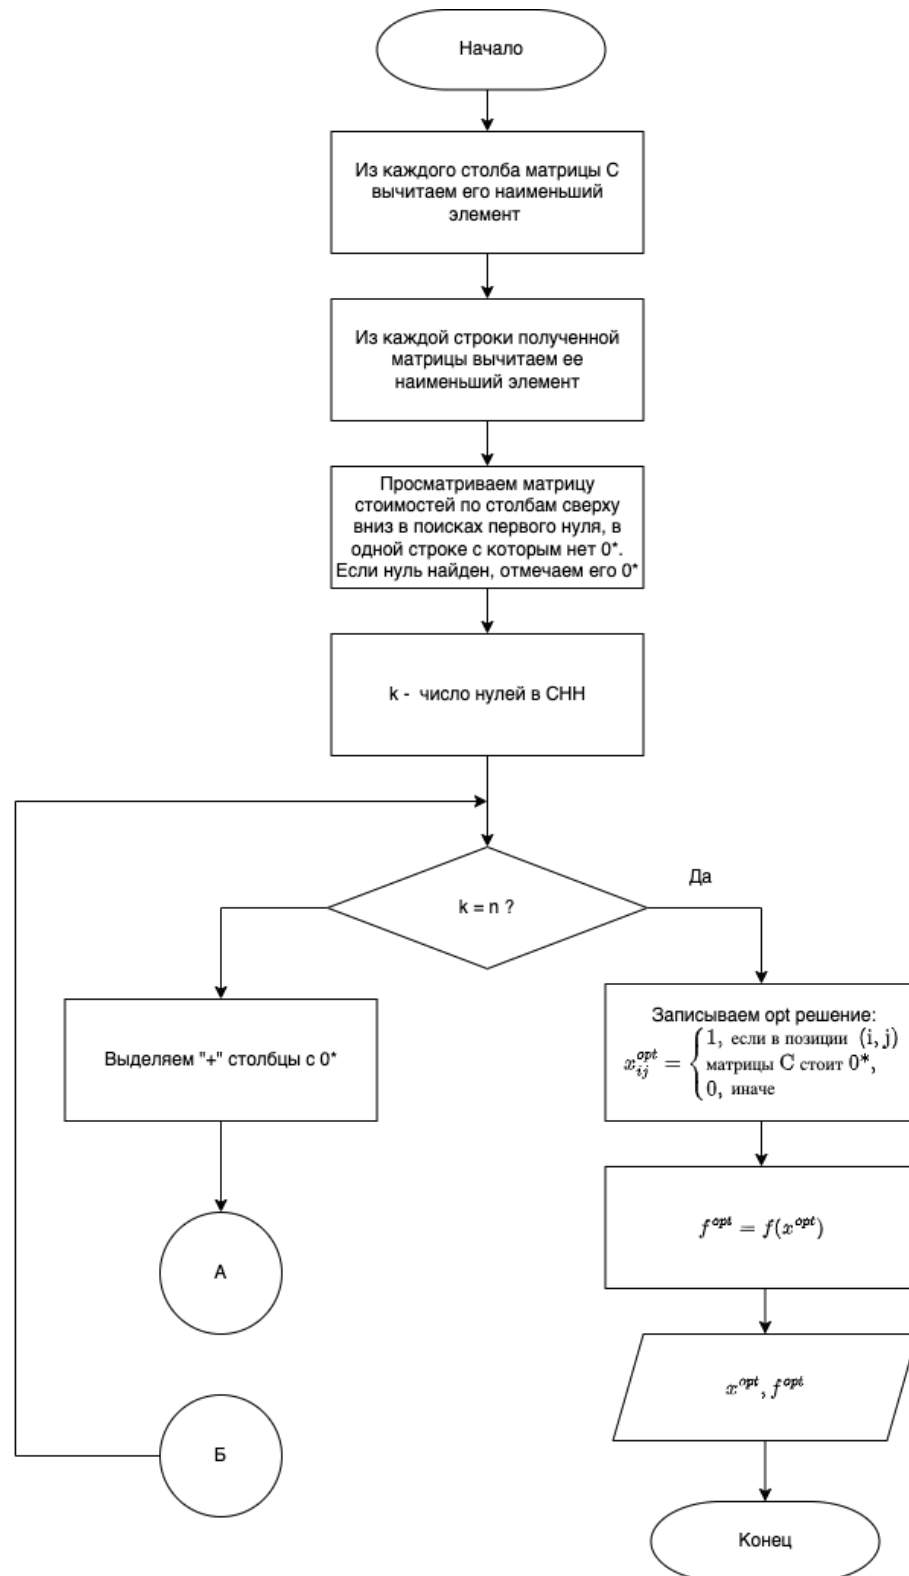 Начало
Из каждого столба матрицы С
вычитаем его наименьший
элемент
Из каждой строки полученной
матрицы вычитаем ее
наименьший элемент
Просматриваем матрицу
стоимостей по столбам сверху
вниз в поисках первого нуля, в
одной строке с которым нет 0*.
Если нуль найден, отмечаем его 0*
k - число нулей в СНН
k = n ?
Да
Выделяем "+" столбцы с 0*
Записываем opt решение:
1, если в позиции (i, j)
x_{ij}^{opt} = { матрицы С стоит 0*,
0, иначе
А
f^{opt} = f(x^{opt})
x^{opt}, f^{opt}
Б
Конец